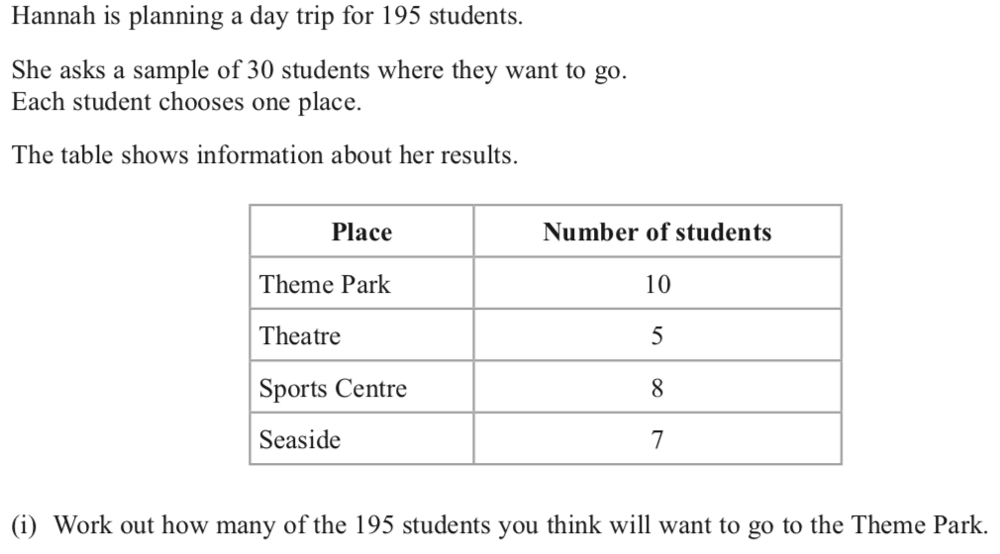 Hannah is planning a day trip for 195 students.
She asks a sample of 30 students where they want to go.
Each student chooses one place.
The table shows information about her results.
Place Number of students
Theme Park 10
Theatre 5
Sports Centre 8
Seaside 7
(i) Work out how many of the 195 students you think will want to go to the Theme Park.